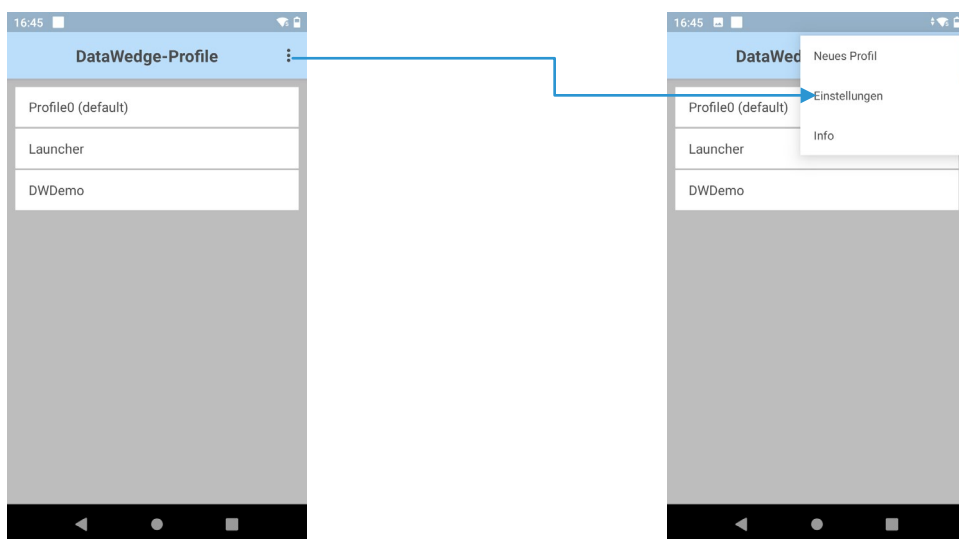 16:45
DataWedge-Profile
Profile0 (default)
Launcher
DWDemo
16:45
DataWed
Neues Profil
Einstellungen
Info
Profile0 (default)
Launcher
DWDemo